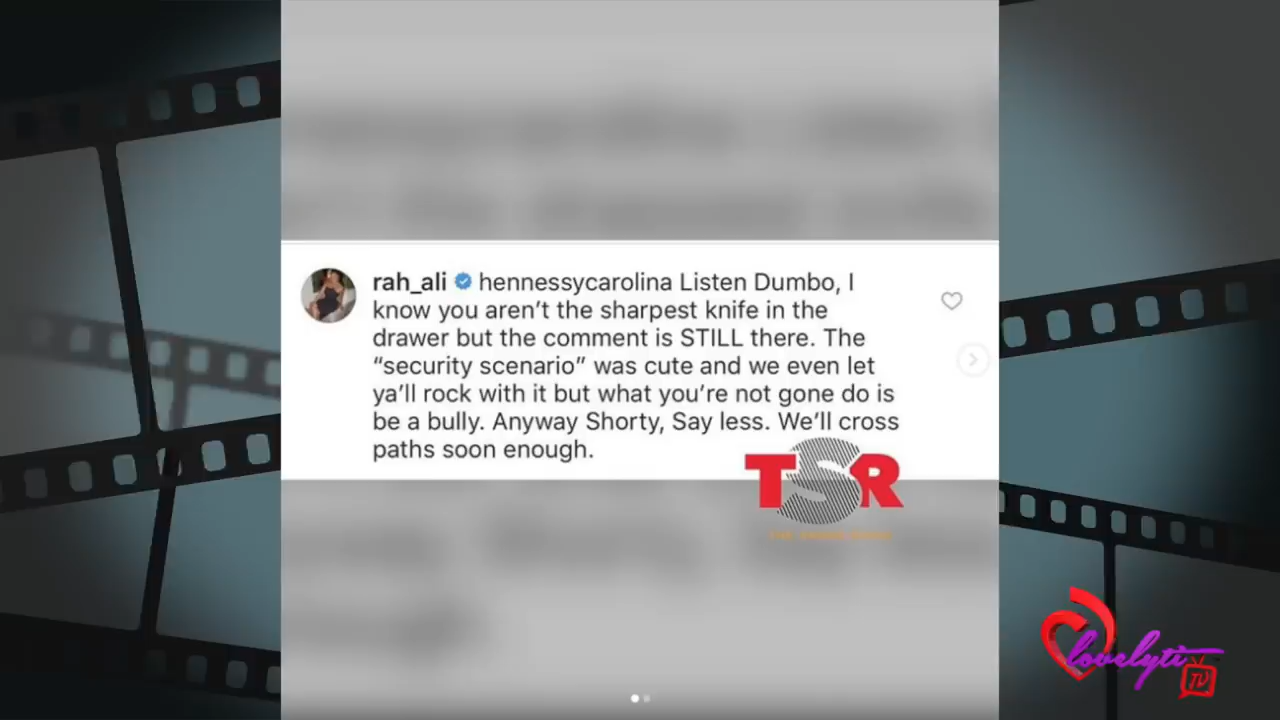 rah_ali hennessycarolina Listen Dumbo, I
know you aren’t the sharpest knife in the
drawer but the comment is STILL there. The
“security scenario” was cute and we even let
ya’ll rock with it but what you’re not gone do is
be a bully. Anyway Shorty, Say less. We’ll cross
paths soon enough.
TSR
lovelyti
TV